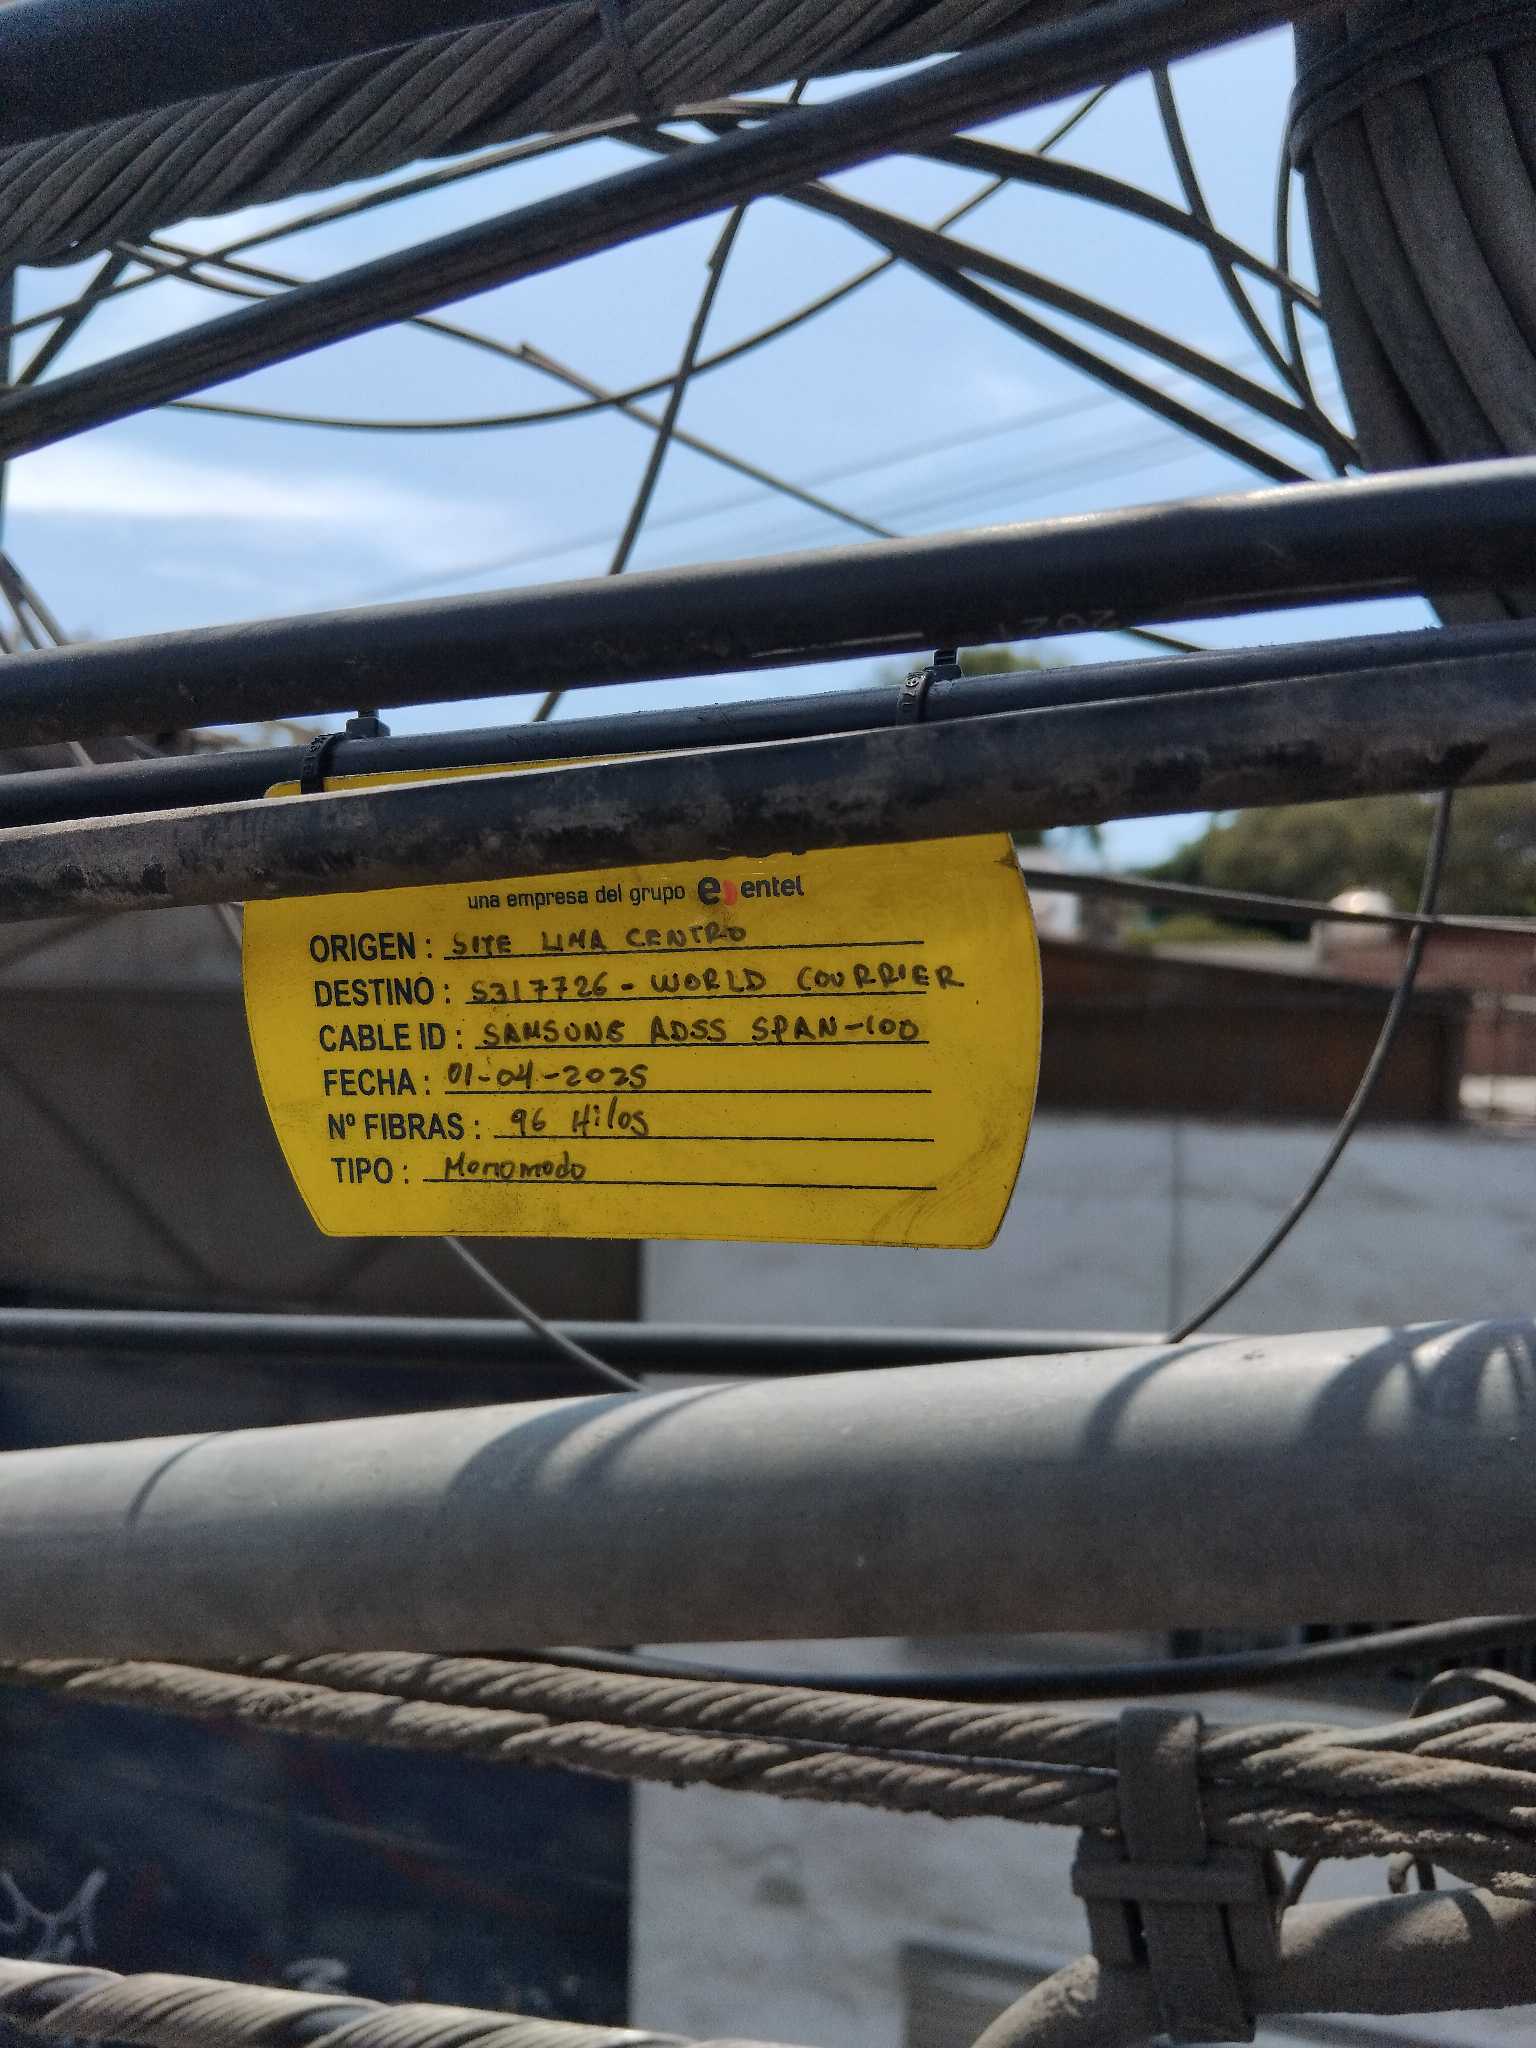 una empresa del grupo entel
ORIGEN : SITE LIMA CENTRO
DESTINO : S317726 - WORLD COURRIER
CABLE ID : SAMSUNG ADSS SPAN-100
FECHA : 01-04-2025
Nº FIBRAS : 96 Hilos
TIPO : Monomodo